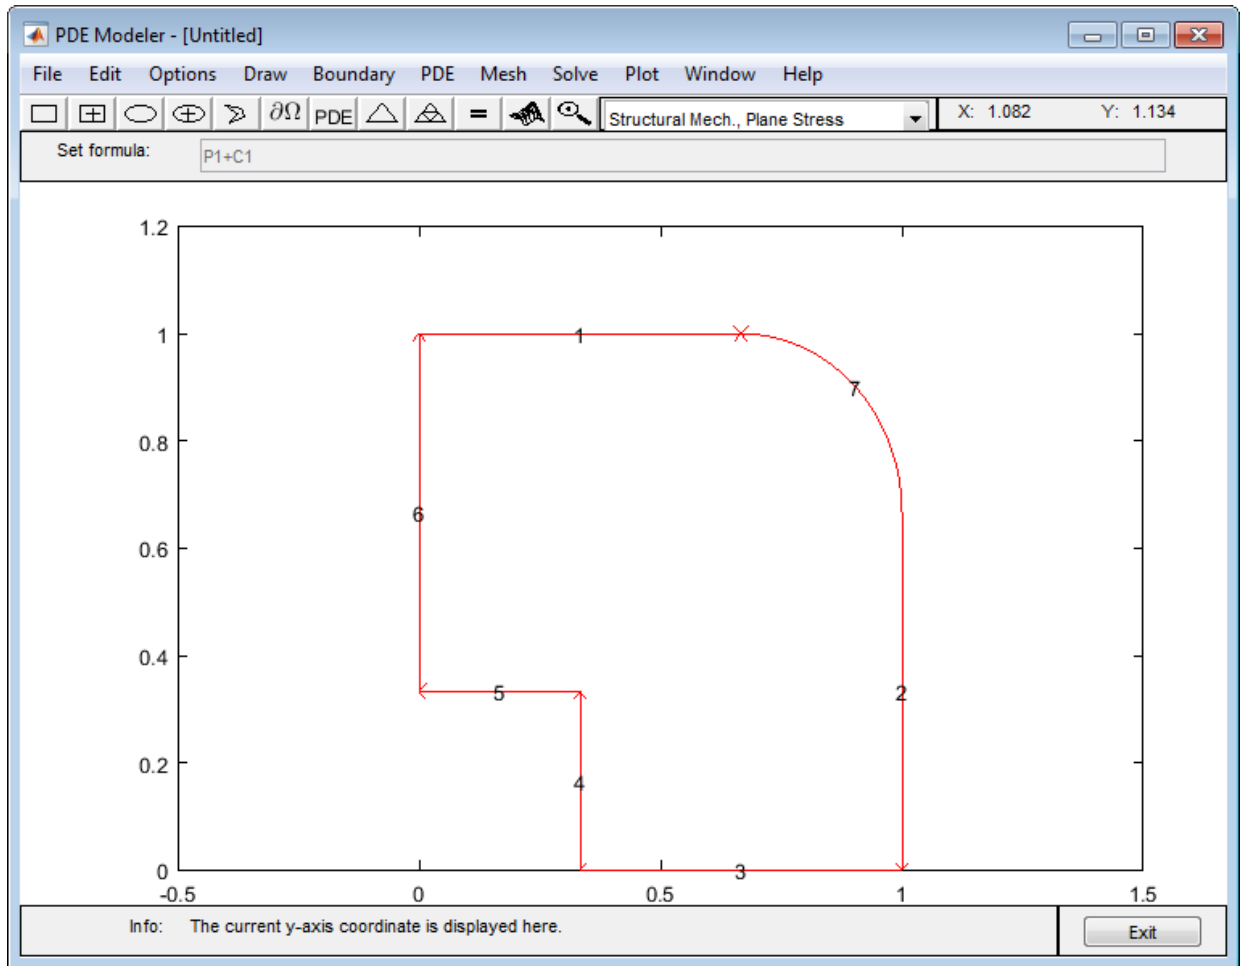 PDE Modeler - [Untitled]
File Edit Options Draw Boundary PDE Mesh Solve Plot Window Help
∂Ω PDE = Structural Mech., Plane Stress X: 1.082 Y: 1.134
Set formula: P1+C1
1.2
1
1
7
0.8
6
0.6
0.4
5
2
0.2
4
0
3
-0.5 0 0.5 1 1.5
Info: The current y-axis coordinate is displayed here. Exit